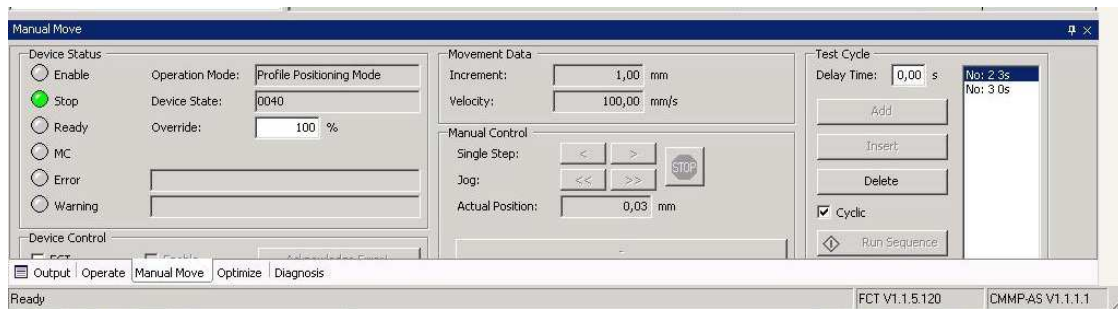 Manual Move
Device Status
Enable
Operation Mode: Profile Positioning Mode
Stop
Device State: 0040
Ready
Override: 100 %
MC
Error
Warning
Device Control
FCT
Enable
Movement Data
Increment: 1,00 mm
Velocity: 100,00 mm/s
Manual Control
Single Step: < >
STOP
Jog: << >>
Actual Position: 0,03 mm
-
Test Cycle
Delay Time: 0,00 s
Add
Insert
Delete
Cyclic
Run Sequence
No: 2 3s
No: 3 0s
Output
Operate
Manual Move
Optimize
Diagnosis
Ready
FCT V1.1.5.120
CMMP-AS V1.1.1.1